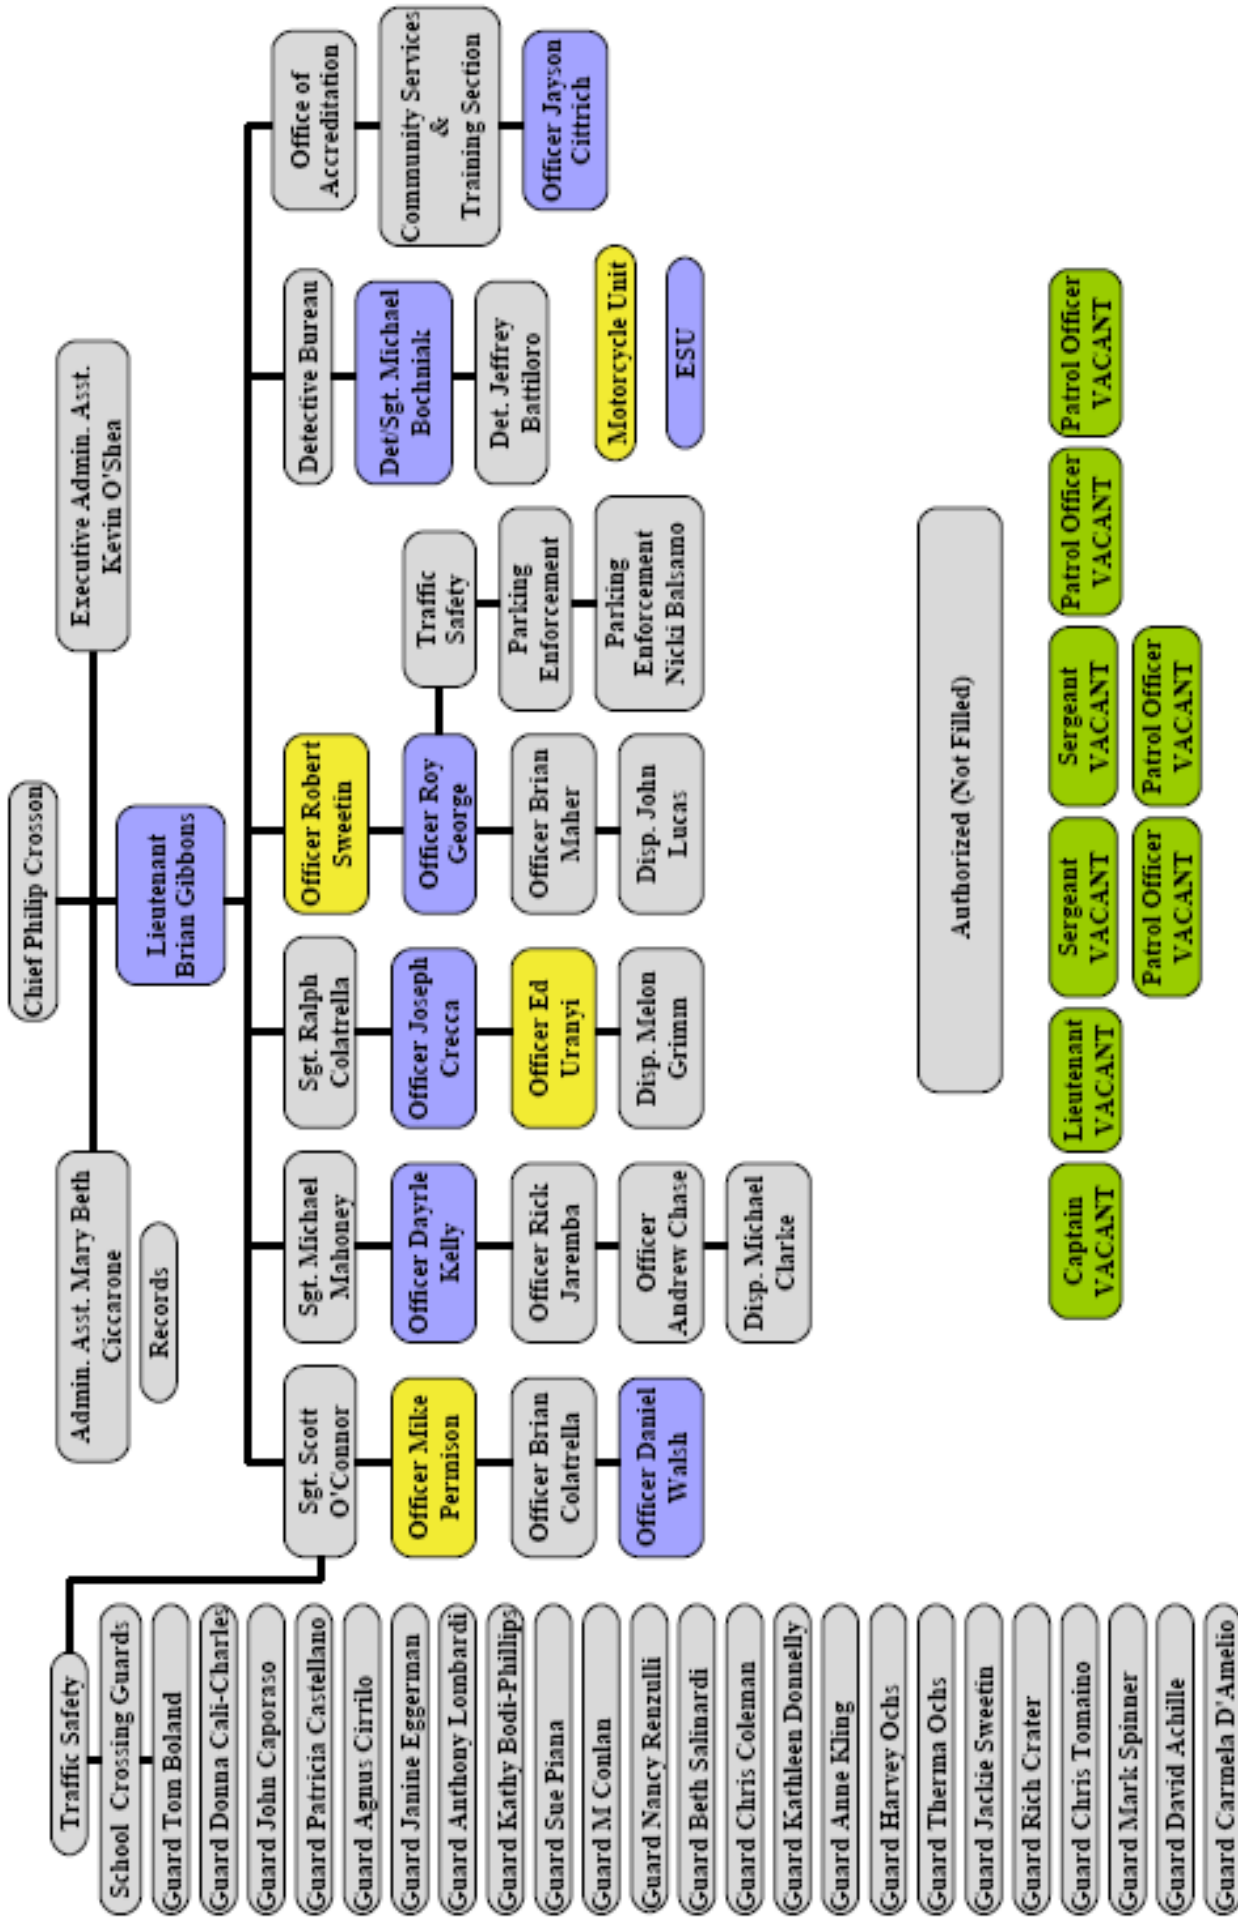 Chief Philip Crosson
Admin. Asst. Mary Beth
Ciccarone
Records
Executive Admin. Asst.
Kevin O'Shea
Lieutenant
Brian Gibbons
Traffic Safety
School Crossing Guards
Guard Tom Boland
Guard Donna Cali-Charles
Guard John Caporaso
Guard Patricia Castellano
Guard Agnus Cirrilo
Guard Janine Eggerman
Guard Anthony Lombardi
Guard Kathy Bodi-Phillips
Guard Sue Piana
Guard M Conlan
Guard Nancy Renzulli
Guard Beth Salinardi
Guard Chris Coleman
Guard Kathleen Donnelly
Guard Anne Kling
Guard Harvey Ochs
Guard Therma Ochs
Guard Jackie Sweetin
Guard Rich Crater
Guard Chris Tomaino
Guard Mark Spinner
Guard David Achille
Guard Carmela D'Amelio
Sgt. Scott
O'Connor
Officer Mike
Permison
Officer Brian
Colatrella
Officer Daniel
Walsh
Sgt. Michael
Mahoney
Officer Dayrle
Kelly
Officer Rick
Jaremba
Officer
Andrew Chase
Disp. Michael
Clarke
Sgt. Ralph
Colatrella
Officer Joseph
Crecca
Officer Ed
Uranyi
Disp. Melon
Grimm
Officer Robert
Sweetin
Officer Roy
George
Officer Brian
Maher
Disp. John
Lucas
Traffic
Safety
Parking
Enforcement
Parking
Enforcement
Nicki Balsamo
Detective Bureau
Det/Sgt. Michael
Bochniak
Det. Jeffrey
Battiloro
Office of
Accreditation
Community Services
&
Training Section
Officer Jayson
Cittrich
Motorcycle Unit
ESU
Authorized (Not Filled)
Captain
VACANT
Lieutenant
VACANT
Sergeant
VACANT
Sergeant
VACANT
Patrol Officer
VACANT
Patrol Officer
VACANT
Patrol Officer
VACANT
Patrol Officer
VACANT